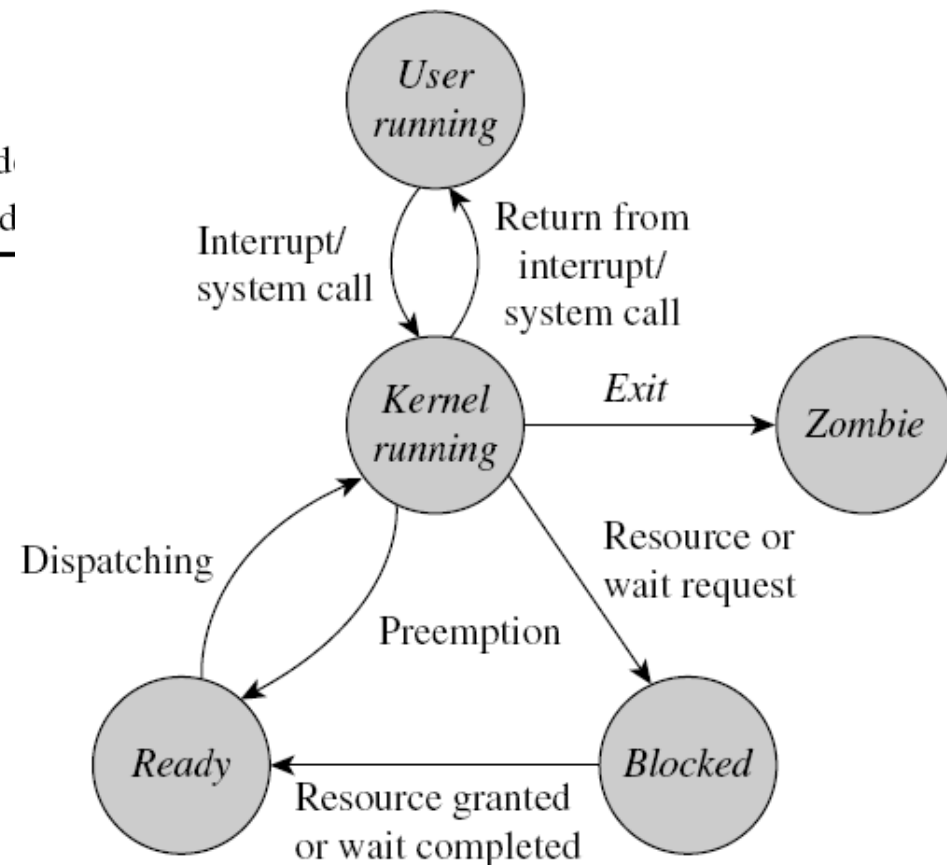 User
running
Interrupt/
system call
Return from
interrupt/
system call
Kernel
running
Exit
Zombie
Dispatching
Resource or
wait request
Preemption
Ready
Blocked
Resource granted
or wait completed